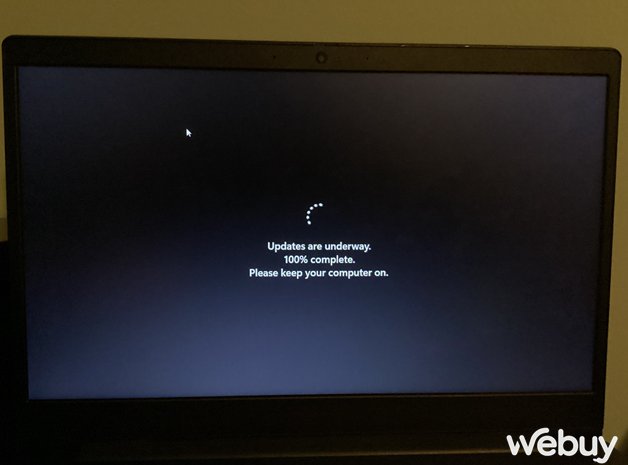 Updates are underway.
100% complete.
Please keep your computer on.
webuy